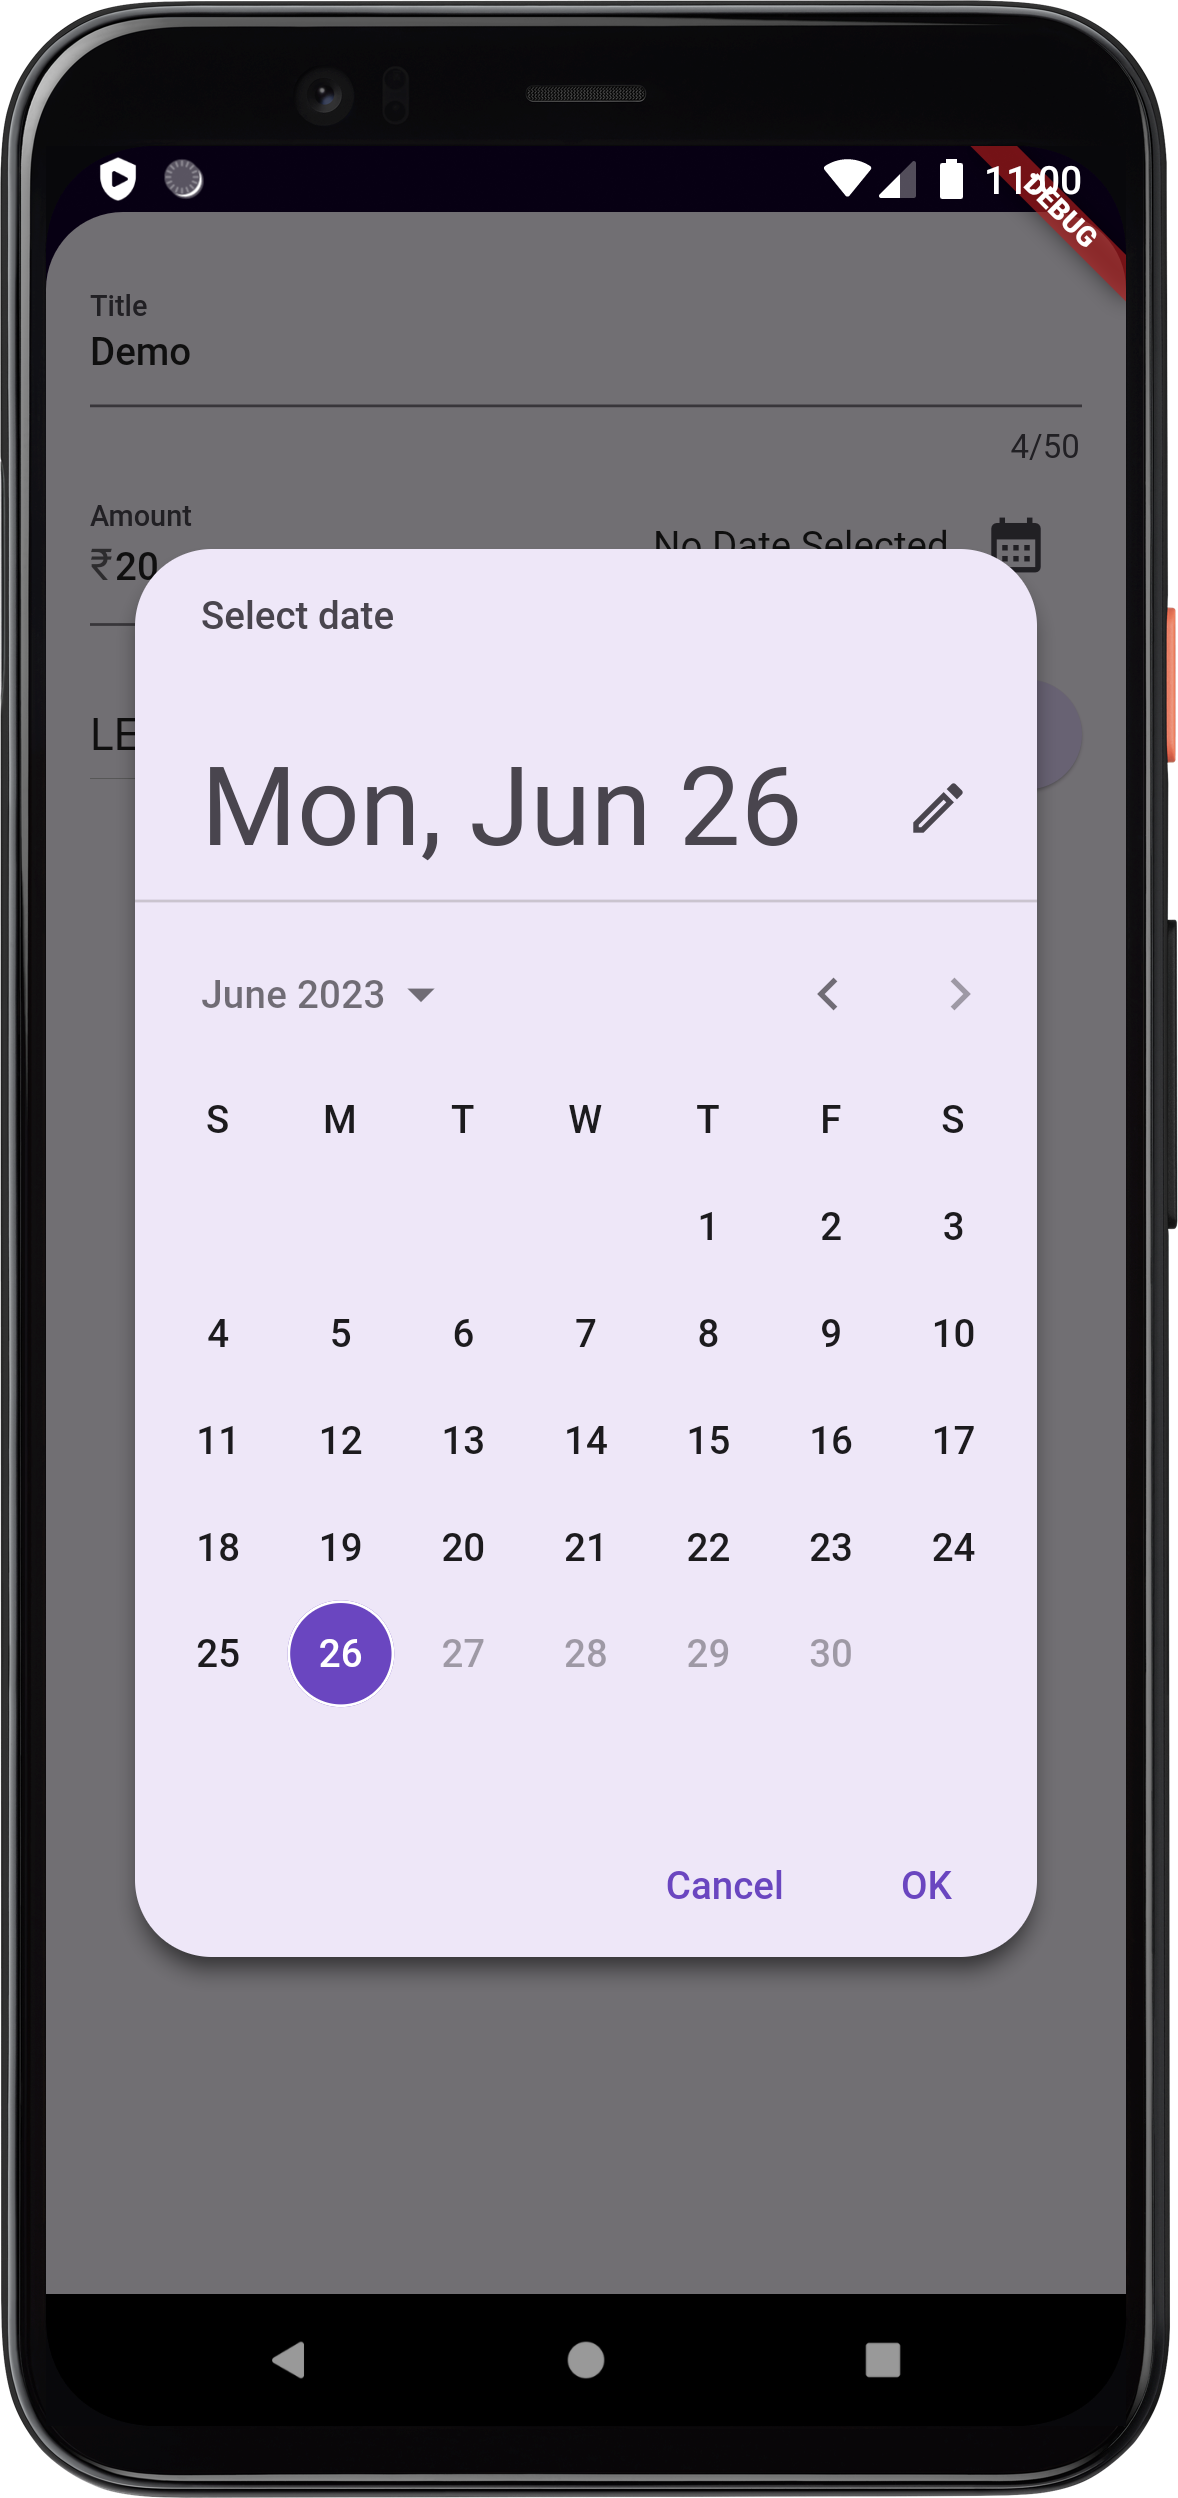 11:00
DEBUG
Title
Demo
4/50
Amount
₹20
No Date Selected
LE
Select date
Mon, Jun 26
June 2023
S M T W T F S
1 2 3
4 5 6 7 8 9 10
11 12 13 14 15 16 17
18 19 20 21 22 23 24
25 26 27 28 29 30
Cancel OK